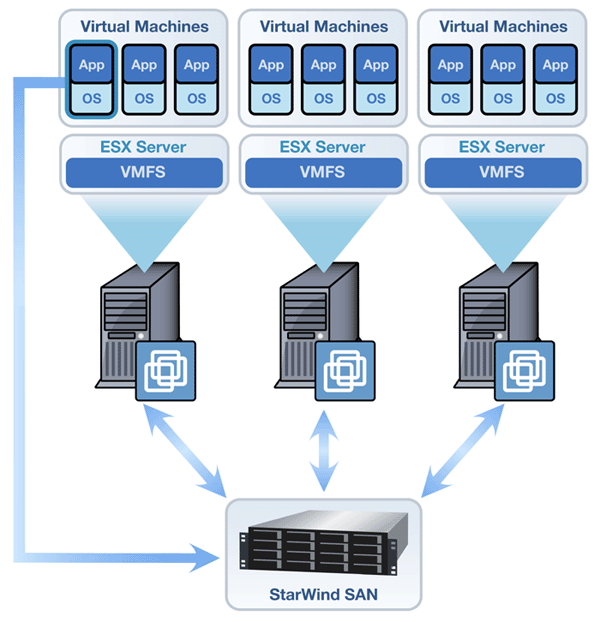 Virtual Machines Virtual Machines Virtual Machines
App App App App App App App App App
OS OS OS OS OS OS OS OS OS
ESX Server ESX Server ESX Server
VMFS VMFS VMFS
StarWind SAN